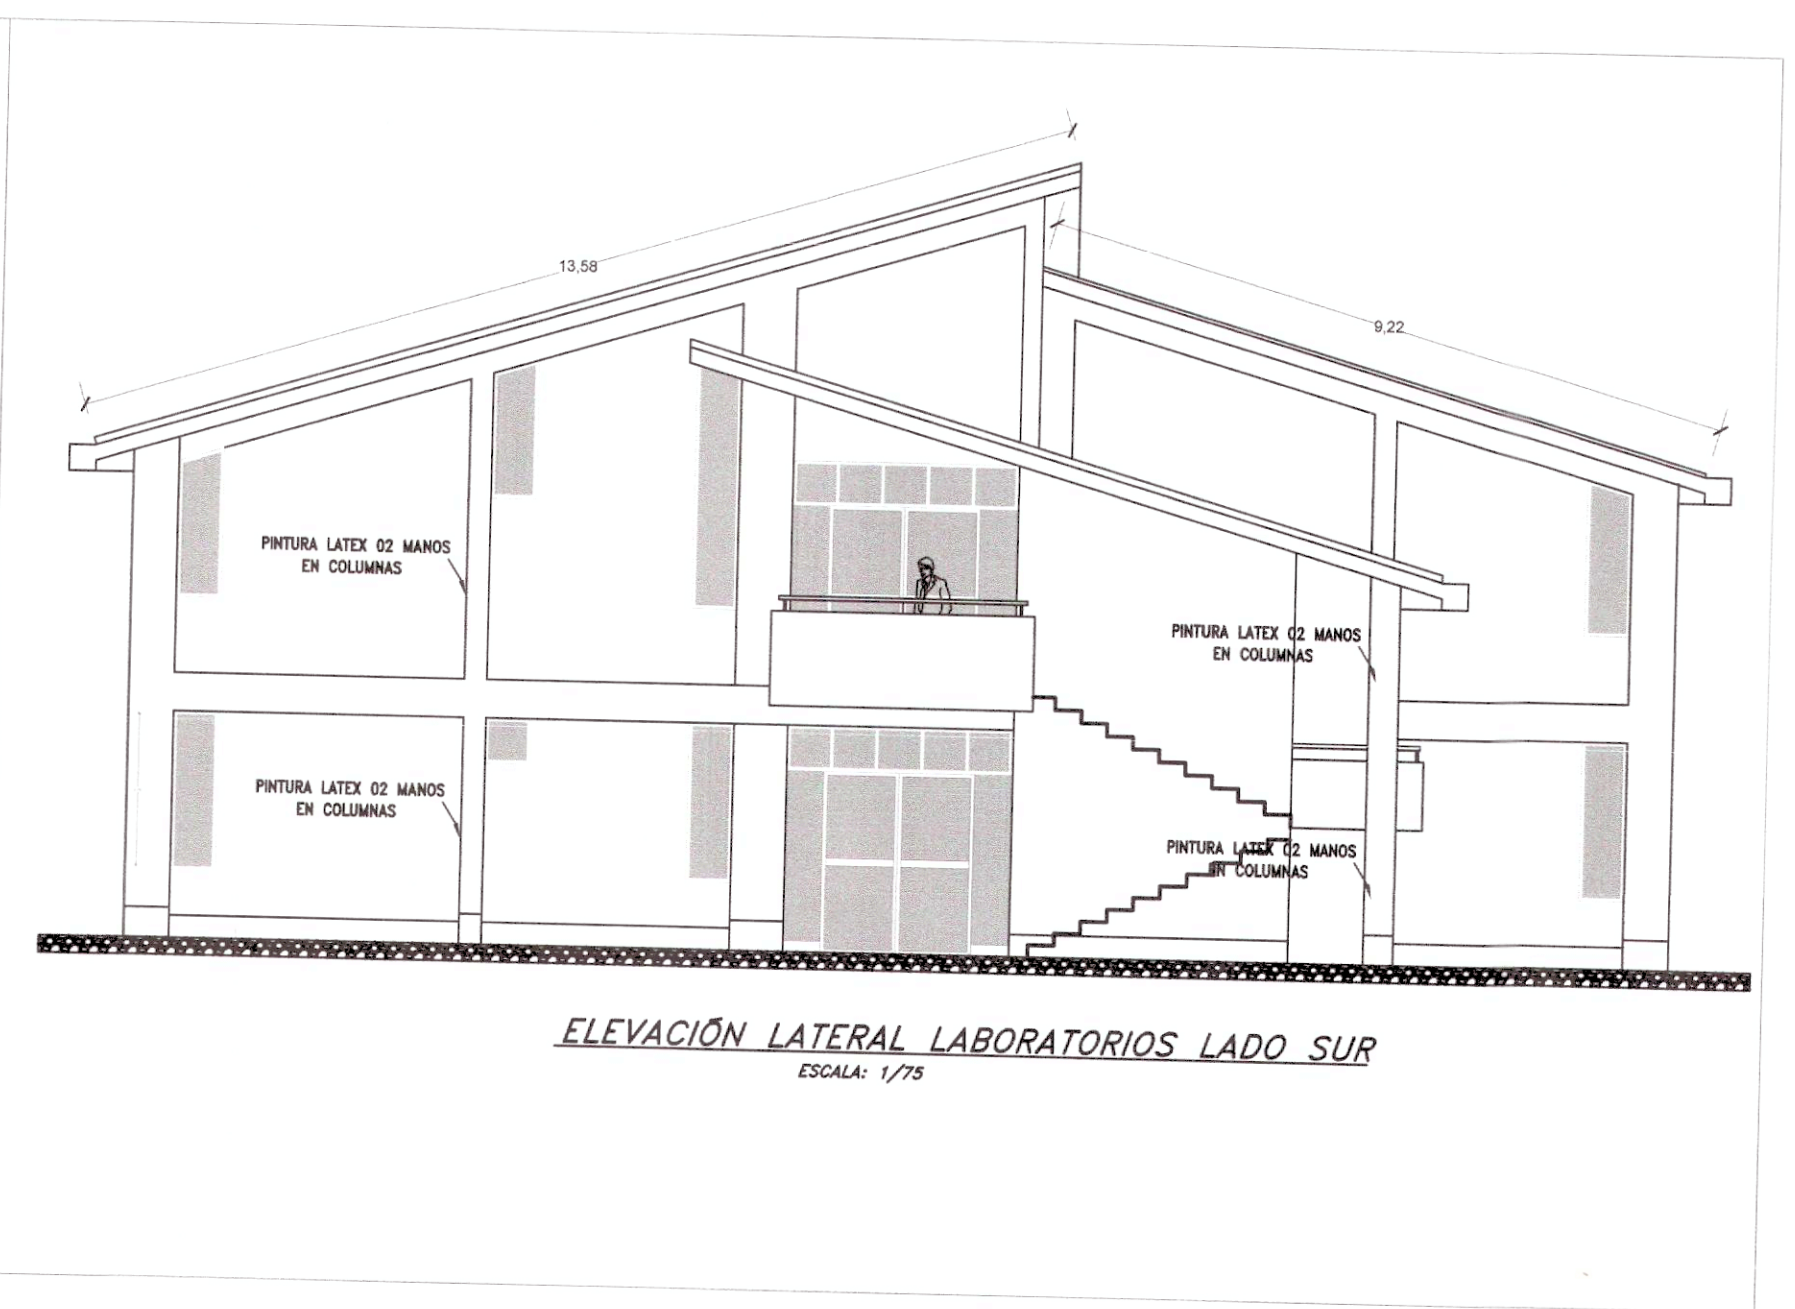 13,58
9,22
PINTURA LATEX 02 MANOS
EN COLUMNAS
PINTURA LATEX 02 MANOS
EN COLUMNAS
PINTURA LATEX 02 MANOS
EN COLUMNAS
PINTURA LATEX 02 MANOS
EN COLUMNAS
ELEVACIÓN LATERAL LABORATORIOS LADO SUR
ESCALA: 1/75